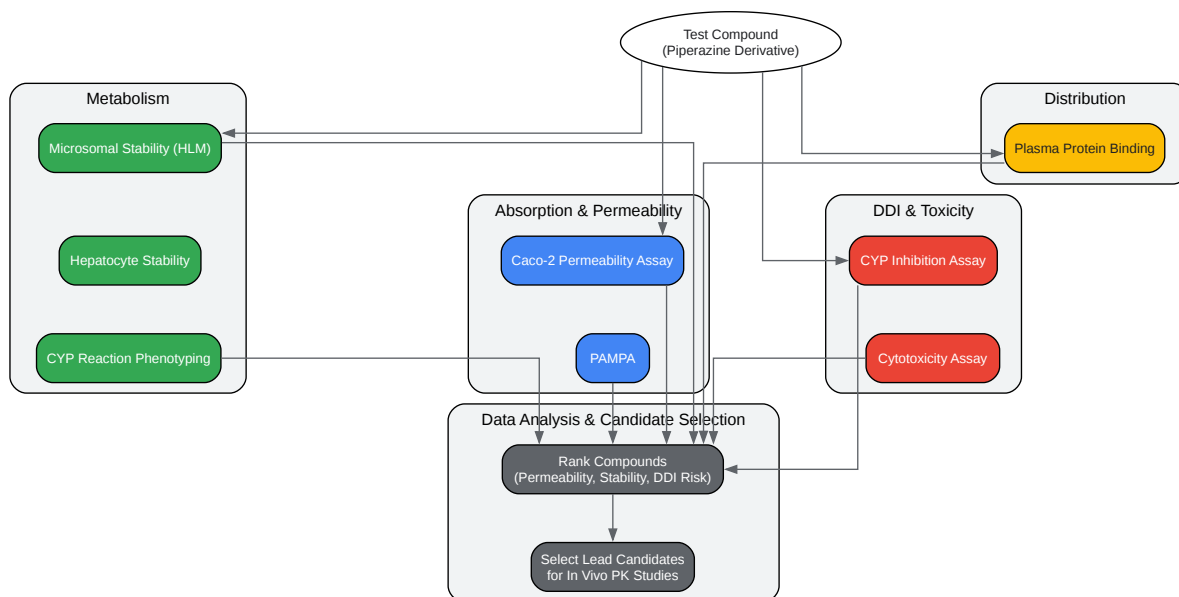 Test Compound
(Piperazine Derivative)
Metabolism
Microsomal Stability (HLM)
Hepatocyte Stability
CYP Reaction Phenotyping
Distribution
Plasma Protein Binding
Absorption & Permeability
Caco-2 Permeability Assay
PAMPA
DDI & Toxicity
CYP Inhibition Assay
Cytotoxicity Assay
Data Analysis & Candidate Selection
Rank Compounds
(Permeability, Stability, DDI Risk)
Select Lead Candidates
for In Vivo PK Studies